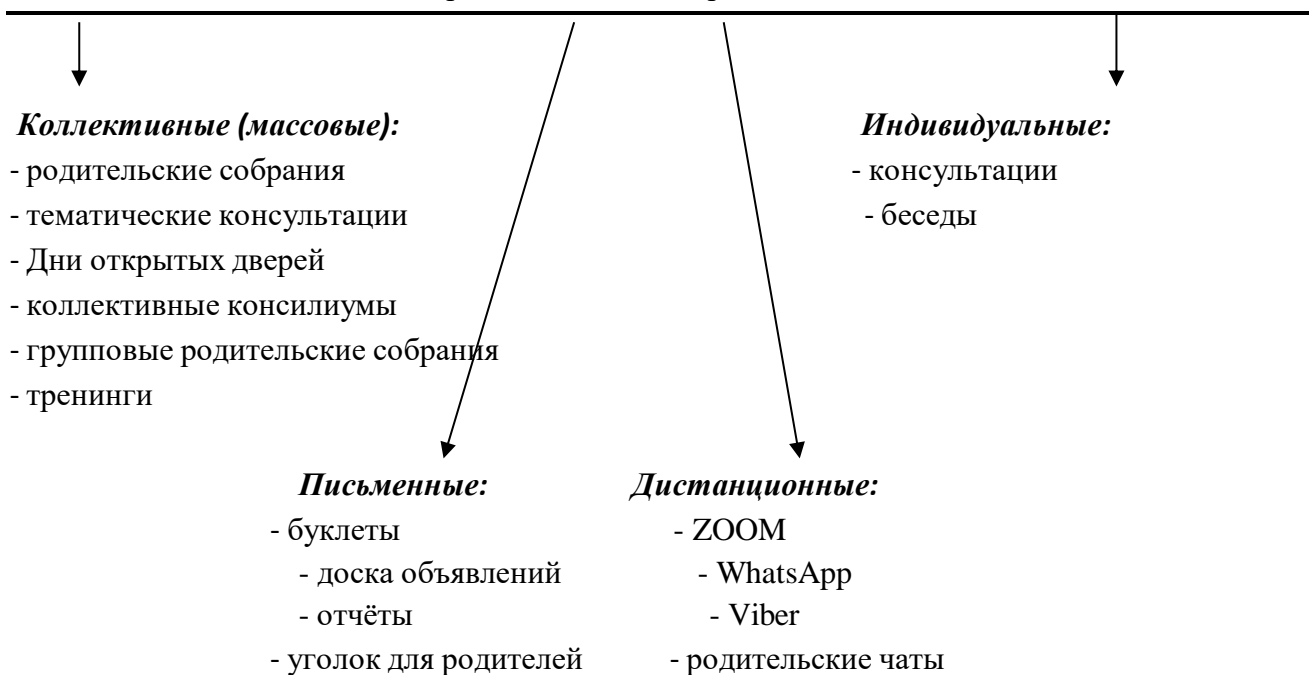 Коллективные (массовые):
- родительские собрания
- тематические консультации
- Дни открытых дверей
- коллективные консилиумы
- групповые родительские собрания
- тренинги
Индивидуальные:
- консультации
- беседы
Письменные:
- буклеты
- доска объявлений
- отчёты
- уголок для родителей
Дистанционные:
- ZOOM
- WhatsApp
- Viber
- родительские чаты